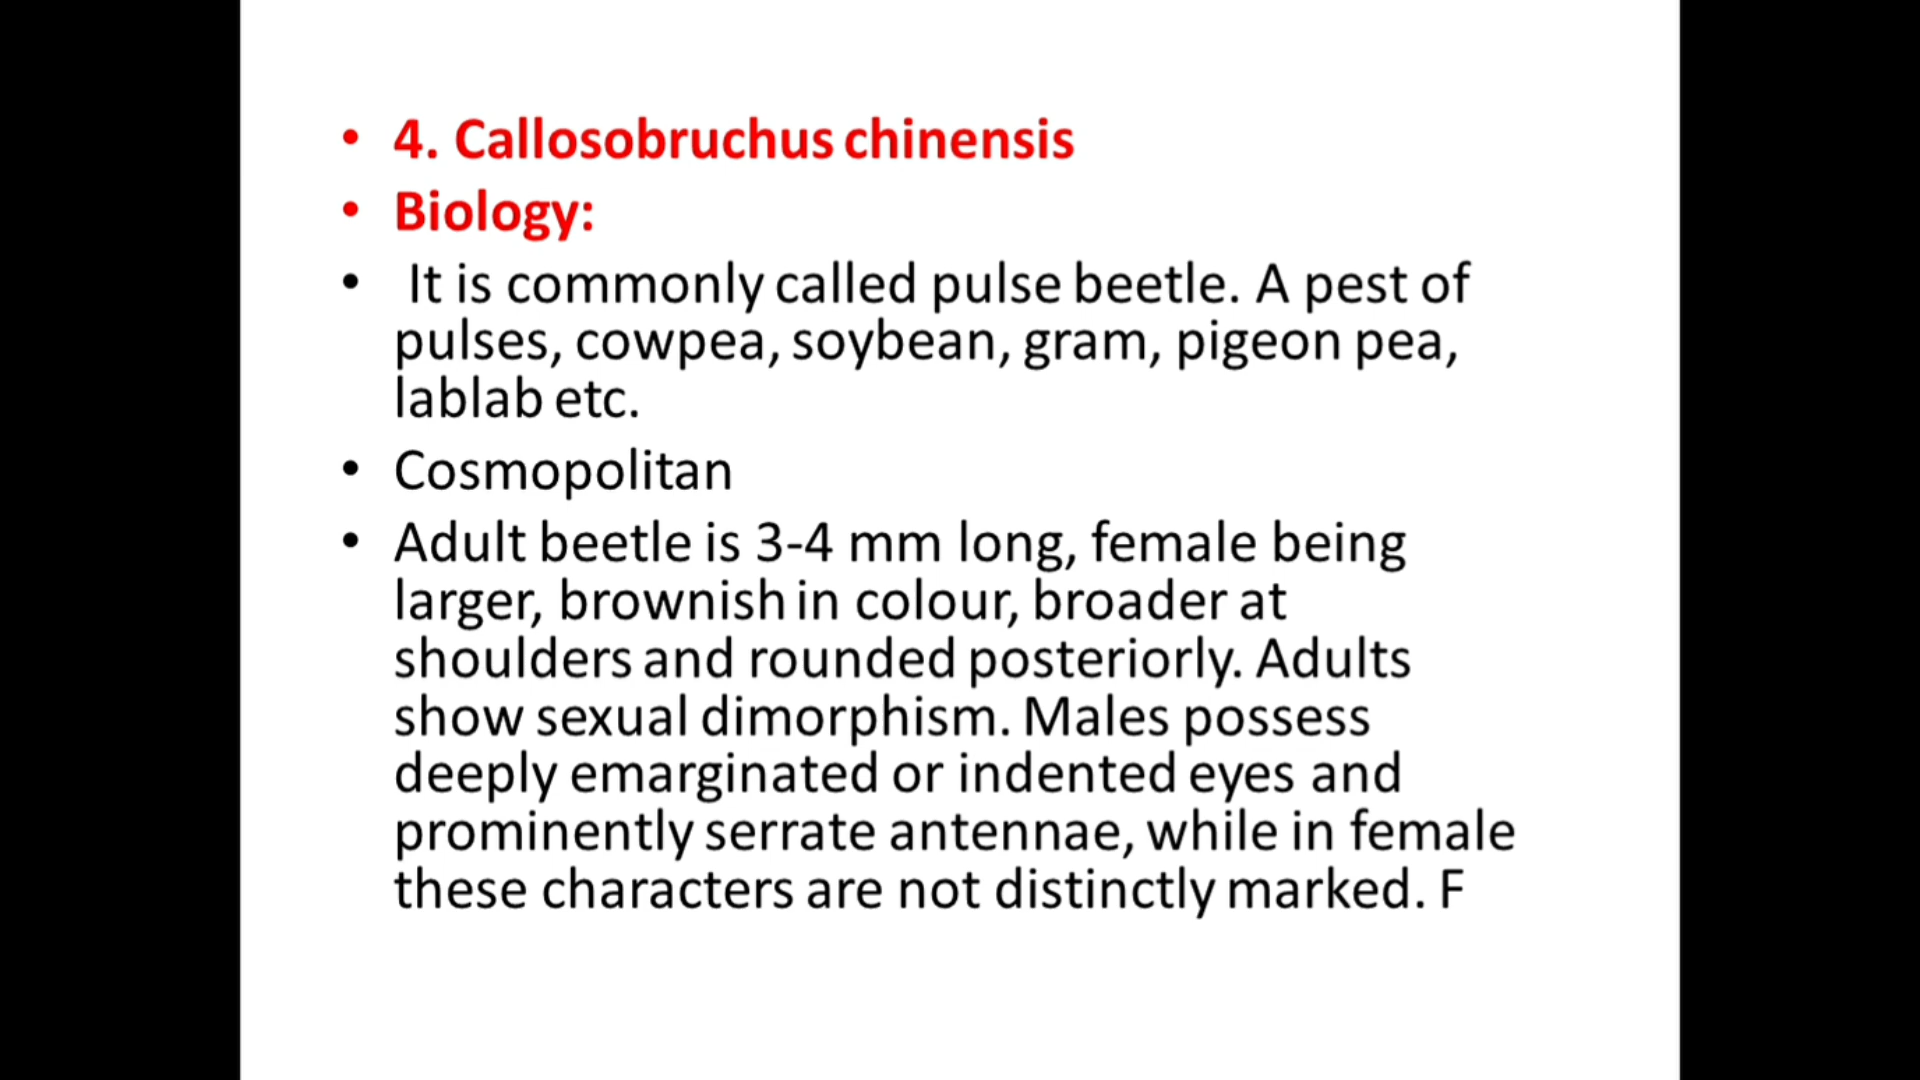 • 4. Callosobruchus chinensis
• Biology:
• It is commonly called pulse beetle. A pest of
pulses, cowpea, soybean, gram, pigeon pea,
lablab etc.
• Cosmopolitan
• Adult beetle is 3-4 mm long, female being
larger, brownish in colour, broader at
shoulders and rounded posteriorly. Adults
show sexual dimorphism. Males possess
deeply emarginated or indented eyes and
prominently serrate antennae, while in female
these characters are not distinctly marked. F